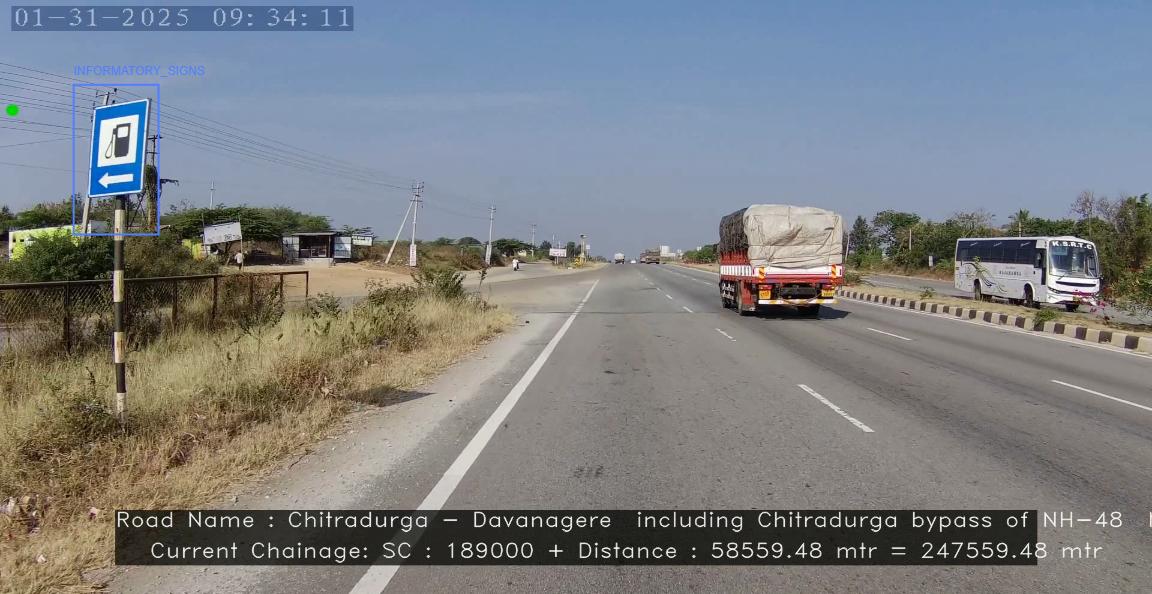 01-31-2025 09:34:11
INFORMATORY_SIGNS
K.S.R.T.C
Road Name : Chitradurga - Davanagere including Chitradurga bypass of NH-48
Current Chainage: SC : 189000 + Distance : 58559.48 mtr = 247559.48 mtr